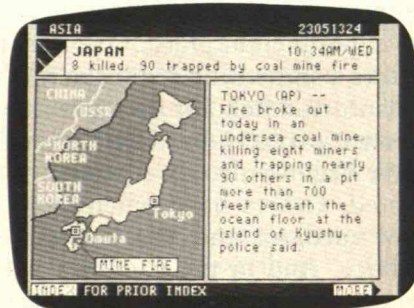 ASIA 23051324
JAPAN 10:34AM/WED
8 killed, 90 trapped by coal mine fire
CHINA
USSR
NORTH
KOREA
SOUTH
KOREA
Tokyo
Omuta
MINE FIRE
TOKYO (AP) --
Fire broke out
today in an
undersea coal mine,
killing eight miners
and trapping nearly
90 others in a pit
more than 700
feet beneath the
ocean floor at the
island of Kyushu,
police said.
INDEX FOR PRIOR INDEX MORE